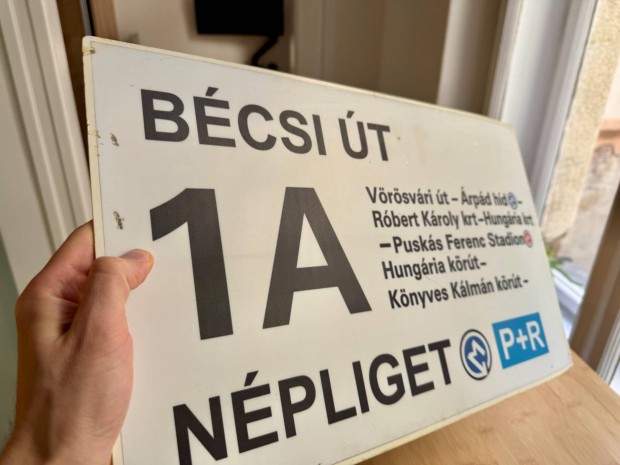 BÉCSI ÚT
1A
Vörösvári út – Árpád híd M –
Róbert Károly krt – Hungária krt
– Puskás Ferenc Stadion M
Hungária körút –
Könyves Kálmán körút –
NÉPLIGET M P+R